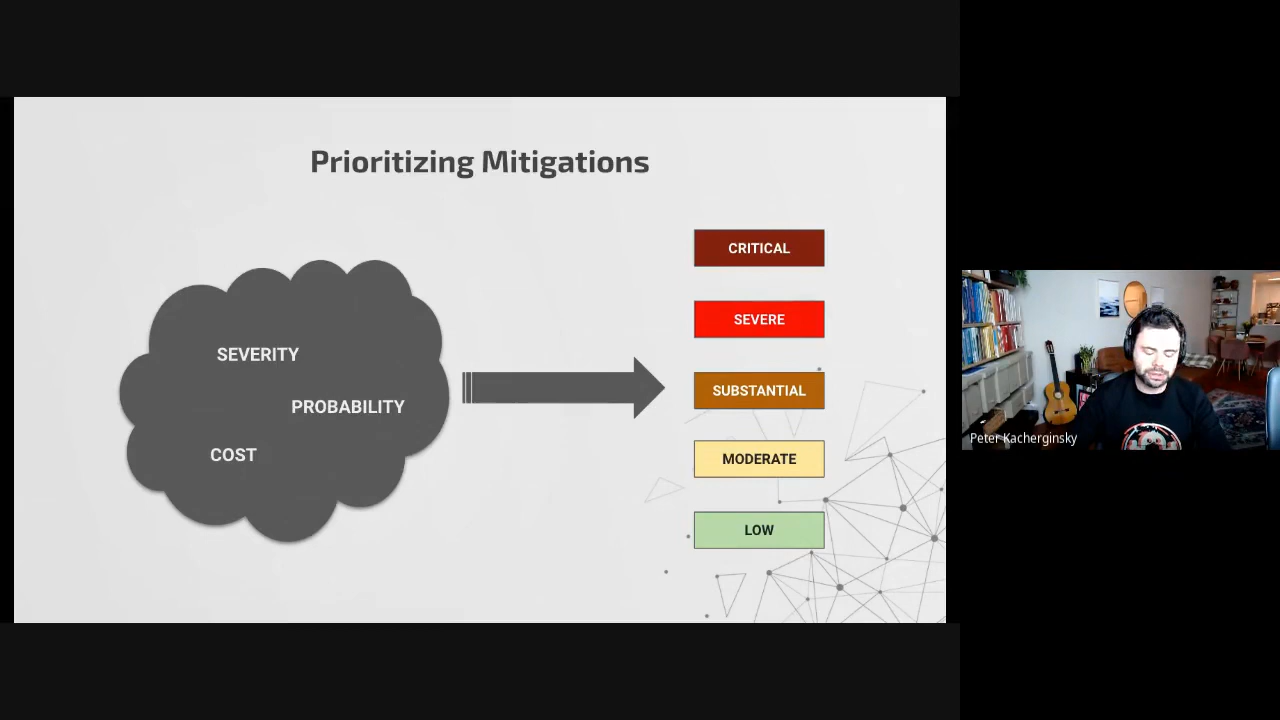 Prioritizing Mitigations
SEVERITY
PROBABILITY
COST
CRITICAL
SEVERE
SUBSTANTIAL
MODERATE
LOW
Peter Kacherginsky